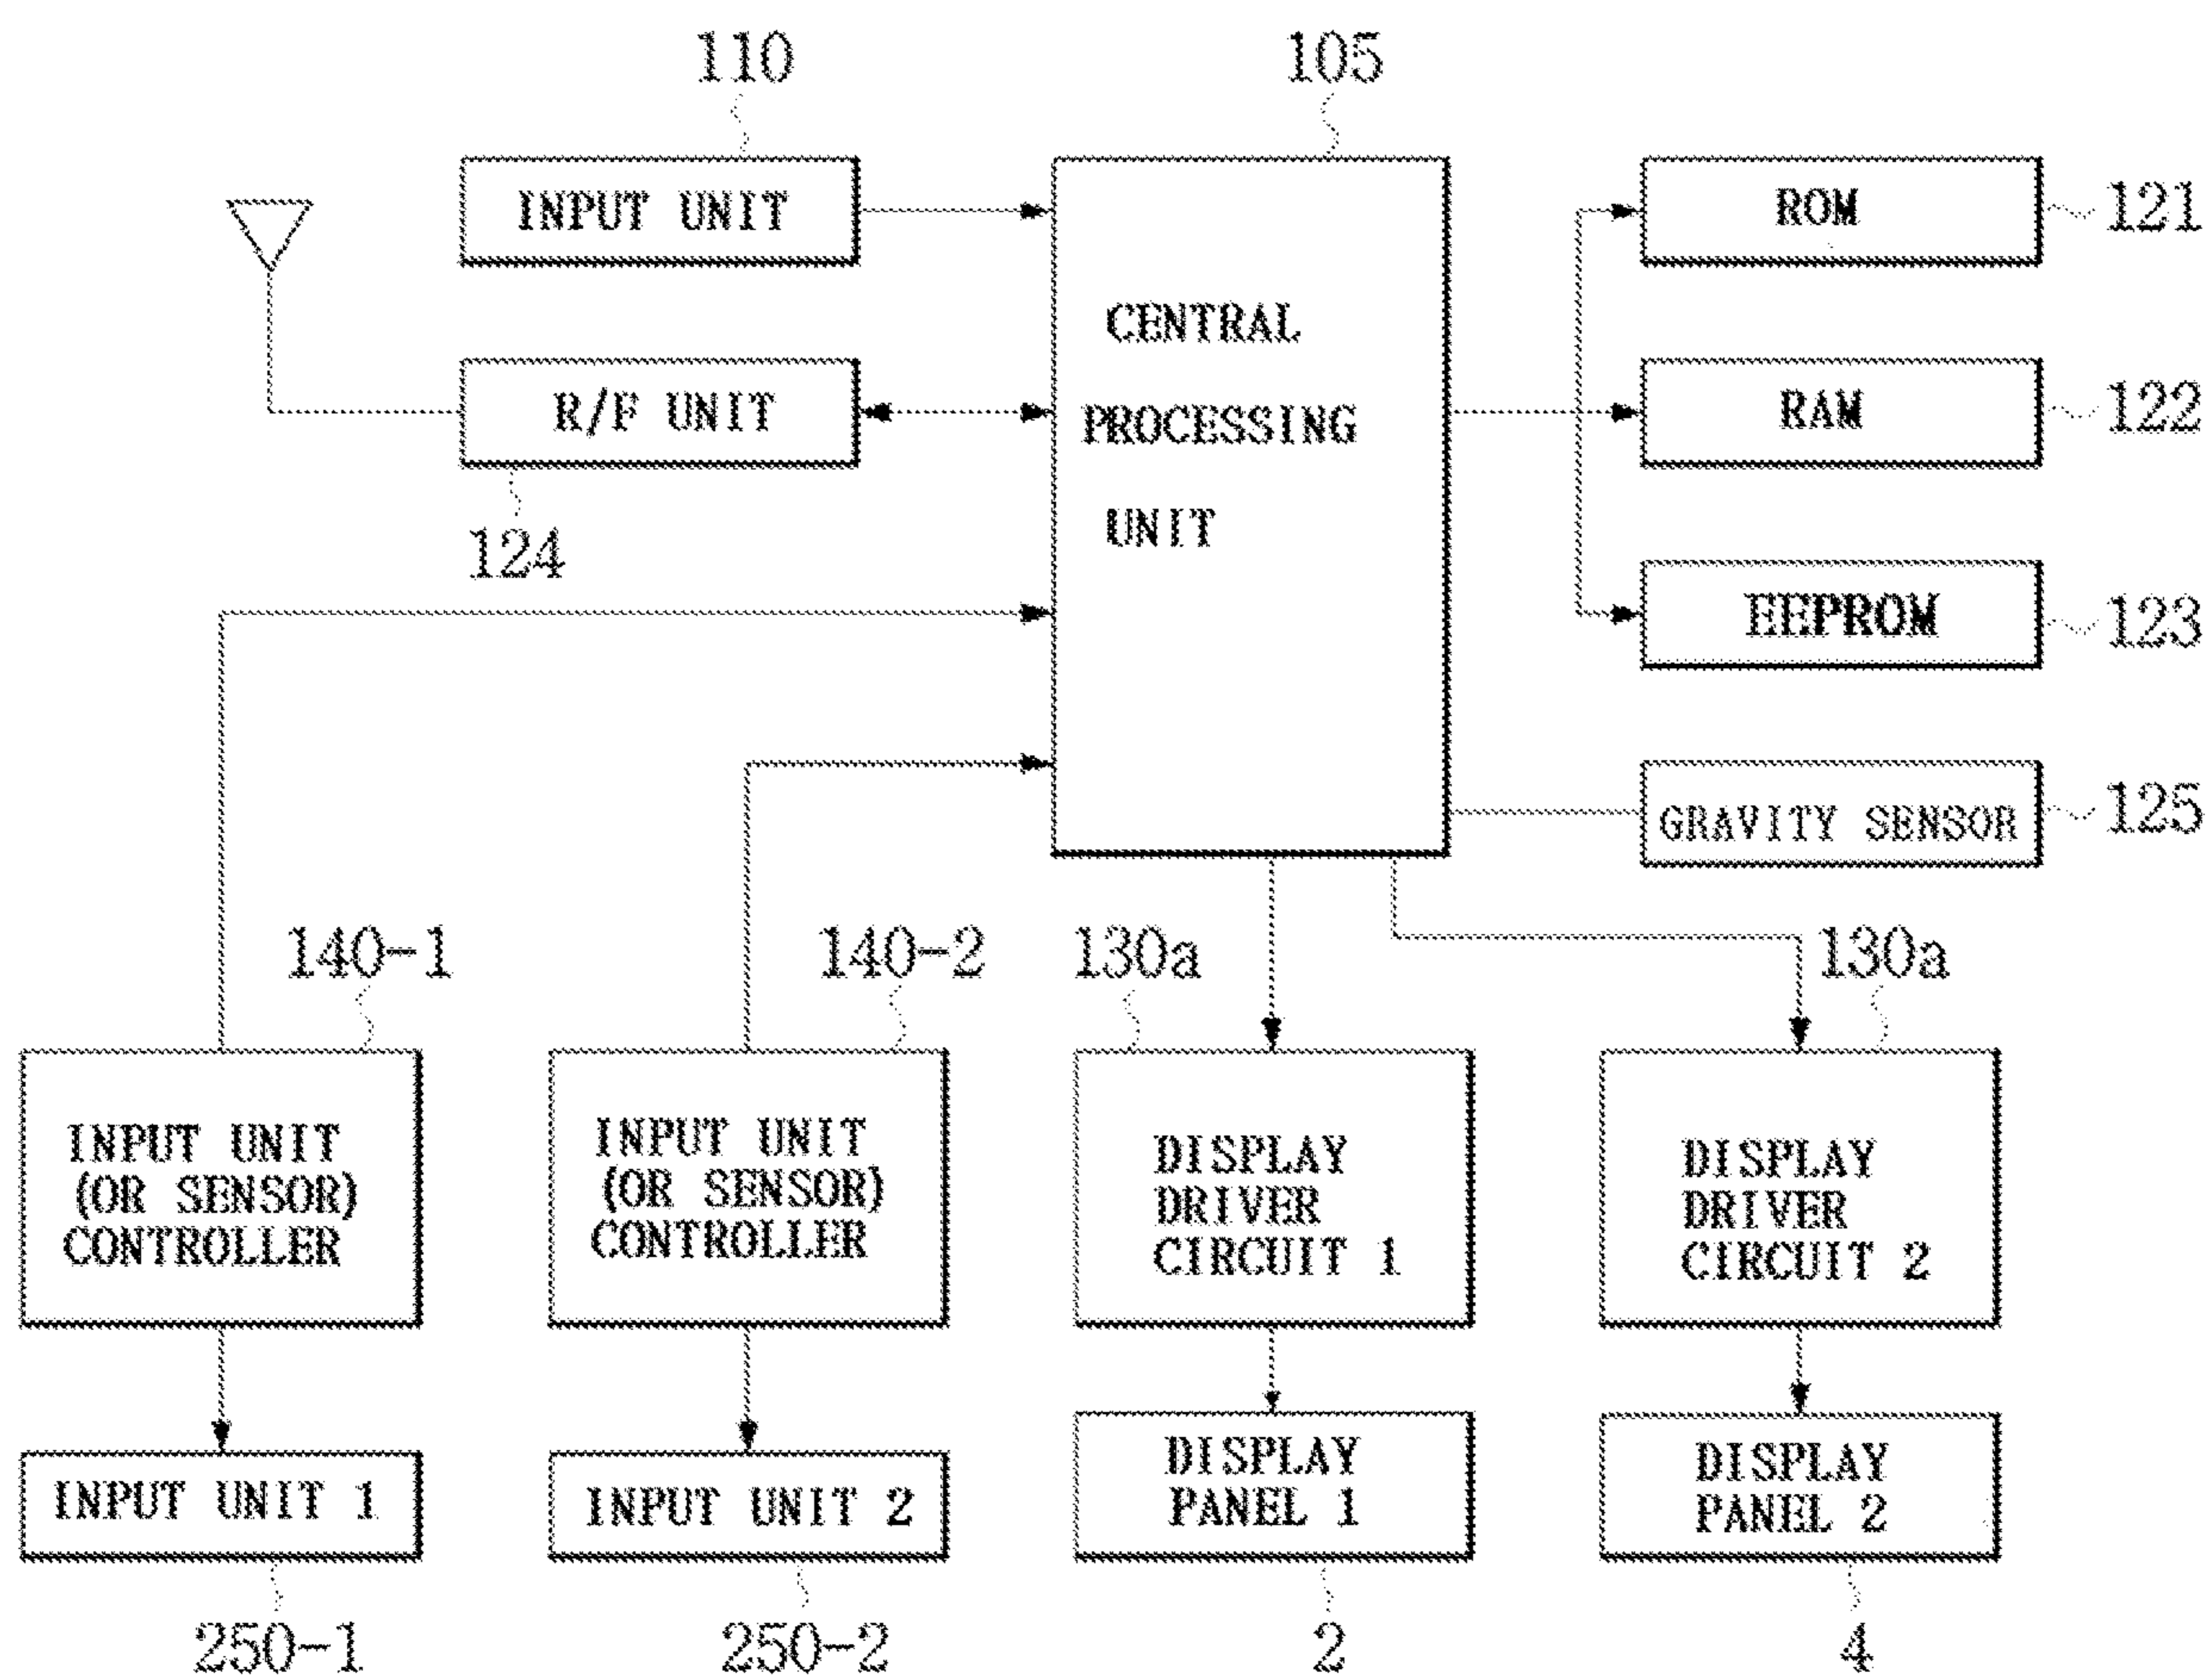 110
105
INPUT UNIT
ROM
121
CENTRAL
PROCESSING
UNIT
R/F UNIT
RAM
122
124
EEPROM
123
GRAVITY SENSOR
125
140-1
140-2
130a
130a
INPUT UNIT
(OR SENSOR)
CONTROLLER
INPUT UNIT
(OR SENSOR)
CONTROLLER
DISPLAY
DRIVER
CIRCUIT 1
DISPLAY
DRIVER
CIRCUIT 2
INPUT UNIT 1
INPUT UNIT 2
DISPLAY
PANEL 1
DISPLAY
PANEL 2
250-1
250-2
2
4